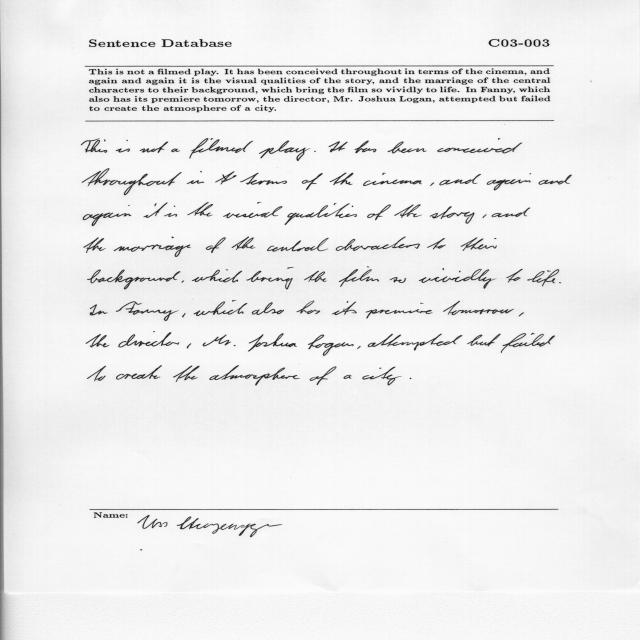 Sentence Database C03-003
This is not a filmed play. It has been conceived throughout in terms of the cinema, and
again and again it is the visual qualities of the story, and the marriage of the central
characters to their background, which bring the film so vividly to life. In Fanny, which
also has its premiere tomorrow, the director, Mr. Joshua Logan, attempted but failed
to create the atmosphere of a city.
This is not a filmed play. It has been conceived
throughout in terms of the cinema, and again and
again it is the visual qualities of the story, and
the marriage of the central characters to their
background, which bring the film so vividly to life.
In Fanny, which also has its premiere tomorrow,
the director, Mr. Joshua Logan, attempted but failed
to create the atmosphere of a city.
Name: